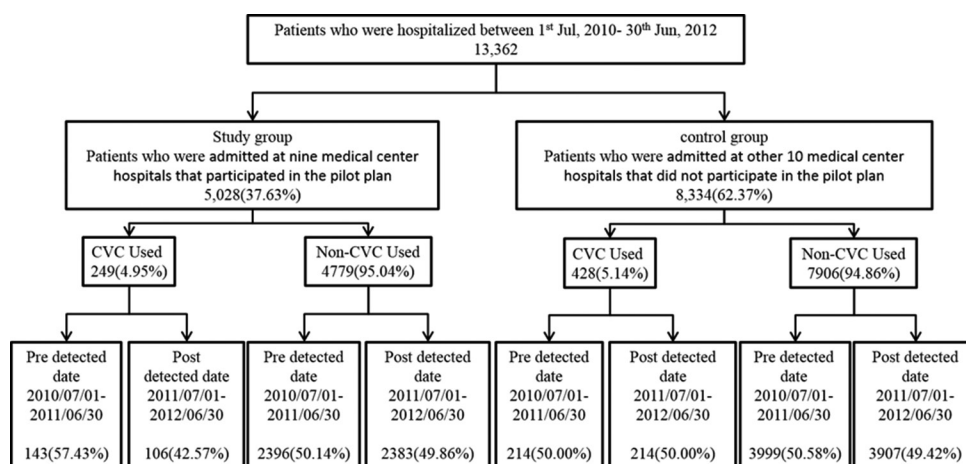 Patients who were hospitalized between 1st Jul, 2010- 30th Jun, 2012
13,362
Study group
Patients who were admitted at nine medical center
hospitals that participated in the pilot plan
5,028(37.63%)
control group
Patients who were admitted at other 10 medical center
hospitals that did not participate in the pilot plan
8,334(62.37%)
CVC Used
249(4.95%)
Non-CVC Used
4779(95.04%)
CVC Used
428(5.14%)
Non-CVC Used
7906(94.86%)
Pre detected
date
2010/07/01-
2011/06/30
143(57.43%)
Post
detected date
2011/07/01-
2012/06/30
106(42.57%)
Pre detected
date
2010/07/01-
2011/06/30
2396(50.14%)
Post detected
date
2011/07/01-
2012/06/30
2383(49.86%)
Pre detected
date
2010/07/01-
2011/06/30
214(50.00%)
Post detected
date
2011/07/01-
2012/06/30
214(50.00%)
Pre detected
date
2010/07/01-
2011/06/30
3999(50.58%)
Post detected
date
2011/07/01-
2012/06/30
3907(49.42%)